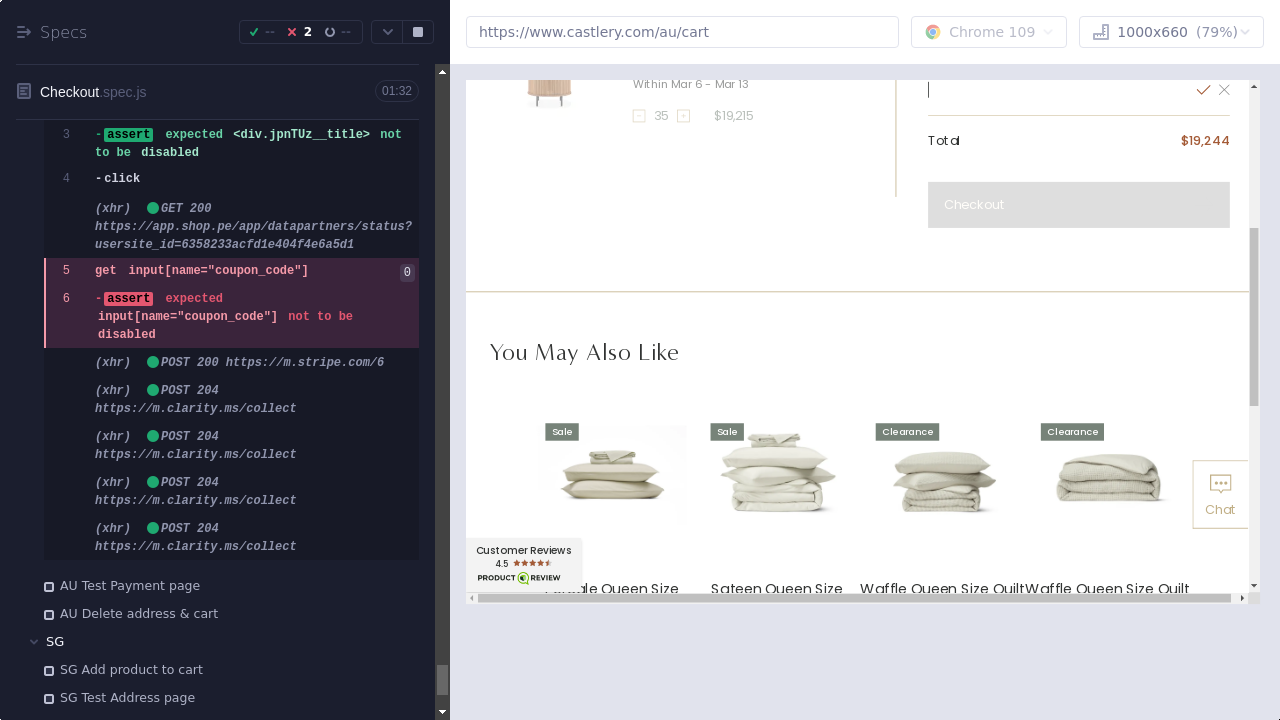 Specs
-- 2 --
Checkout.spec.js 01:32
3 -assert expected <div.jpnTUz__title> not
to be disabled
4 -click
(xhr) GET 200
https://app.shop.pe/app/datapartners/status?
usersite_id=6358233acfd1e404f4e6a5d1
5 get input[name="coupon_code"] 0
6 -assert expected
input[name="coupon_code"] not to be
disabled
(xhr) POST 200 https://m.stripe.com/6
(xhr) POST 204
https://m.clarity.ms/collect
(xhr) POST 204
https://m.clarity.ms/collect
(xhr) POST 204
https://m.clarity.ms/collect
(xhr) POST 204
https://m.clarity.ms/collect
AU Test Payment page
AU Delete address & cart
SG
SG Add product to cart
SG Test Address page
https://www.castlery.com/au/cart
Chrome 109
1000x660 (79%)
Within Mar 6 - Mar 13
- 35 + $19,215
Total $19,244
Checkout
You May Also Like
Sale
Sale
Clearance
Clearance
Chat
Customer Reviews
4.5
PRODUCT REVIEW
Queen Size
Sateen Queen Size
Waffle Queen Size Quilt
Waffle Queen Size Quilt